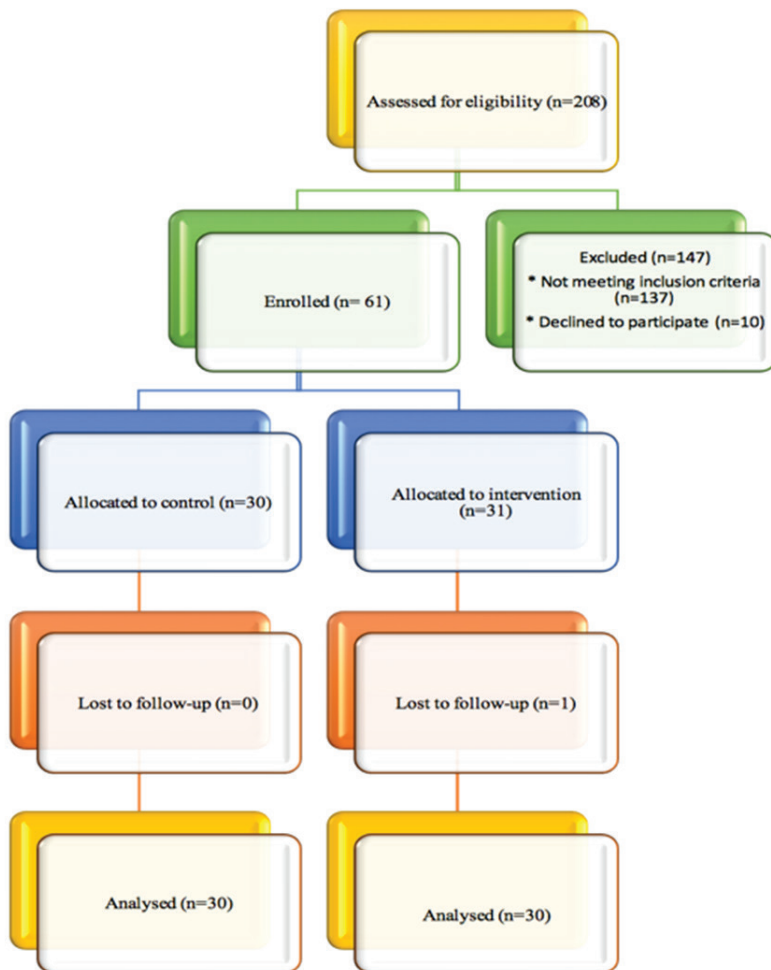 Assessed for eligibility (n=208)
Enrolled (n= 61)
Excluded (n=147)
* Not meeting inclusion criteria
(n=137)
* Declined to participate (n=10)
Allocated to control (n=30)
Allocated to intervention
(n=31)
Lost to follow-up (n=0)
Lost to follow-up (n=1)
Analysed (n=30)
Analysed (n=30)